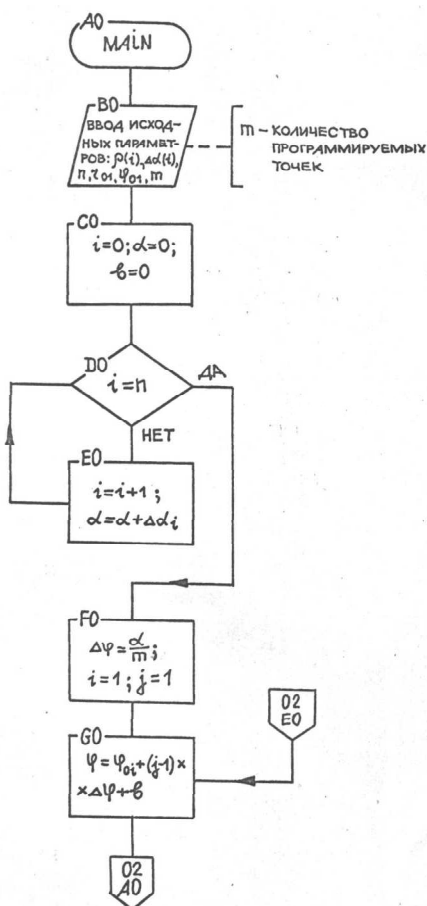 A0
MAIN
B0
ВВОД ИСХОД-
НЫХ ПАРАМЕТ-
РОВ: ρ(i), Δα(i),
n, τ01, φ01, m
m – КОЛИЧЕСТВО
ПРОГРАММИРУЕМЫХ
ТОЧЕК
C0
i=0; α=0;
b=0
D0
i=n
ДА
НЕТ
E0
i=i+1;
α=α+Δαi
F0
Δφ=α/m;
i=1; j=1
02
E0
G0
φ=φ0i+(j-1)×
×Δφ+b
02
A0